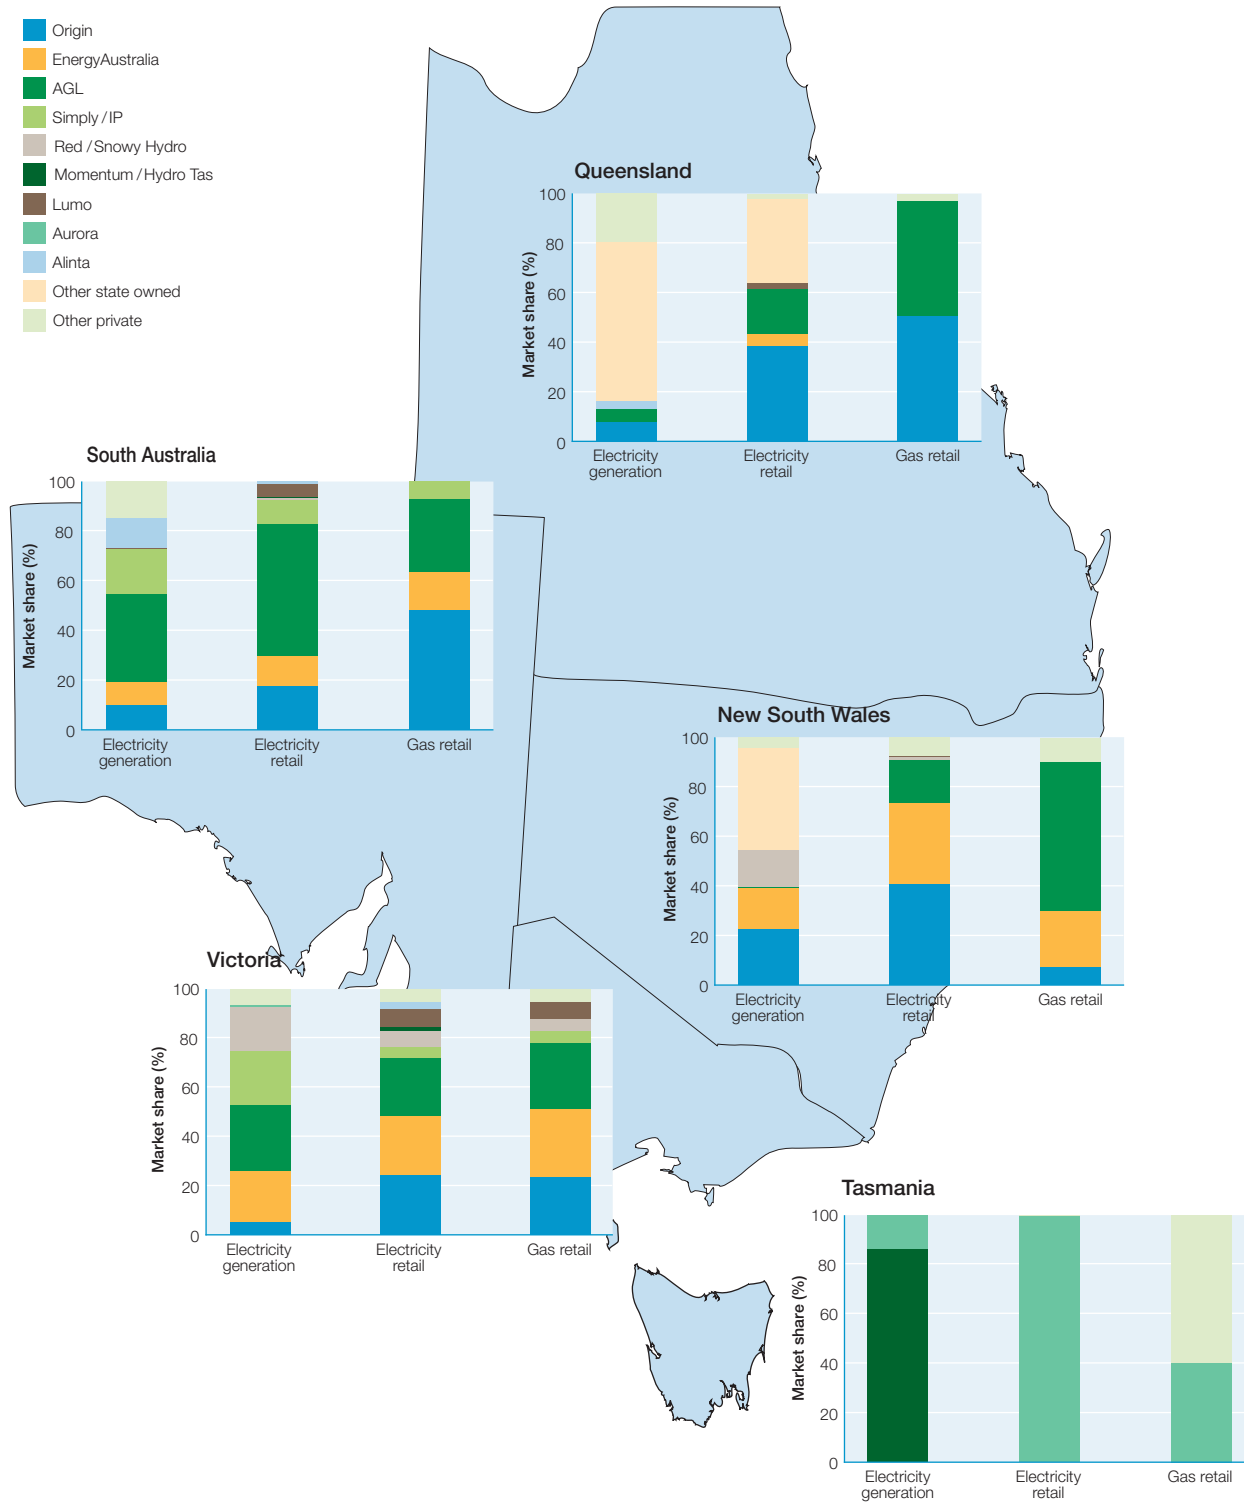 Origin
EnergyAustralia
AGL
Simply / IP
Red / Snowy Hydro
Momentum / Hydro Tas
Lumo
Aurora
Alinta
Other state owned
Other private
Queensland
Market share (%)
100
80
60
40
20
0
Electricity
generation
Electricity
retail
Gas retail
South Australia
Market share (%)
100
80
60
40
20
0
Electricity
generation
Electricity
retail
Gas retail
New South Wales
Market share (%)
100
80
60
40
20
0
Electricity
generation
Electricity
retail
Gas retail
Victoria
Market share (%)
100
80
60
40
20
0
Electricity
generation
Electricity
retail
Gas retail
Tasmania
Market share (%)
100
80
60
40
20
0
Electricity
generation
Electricity
retail
Gas retail